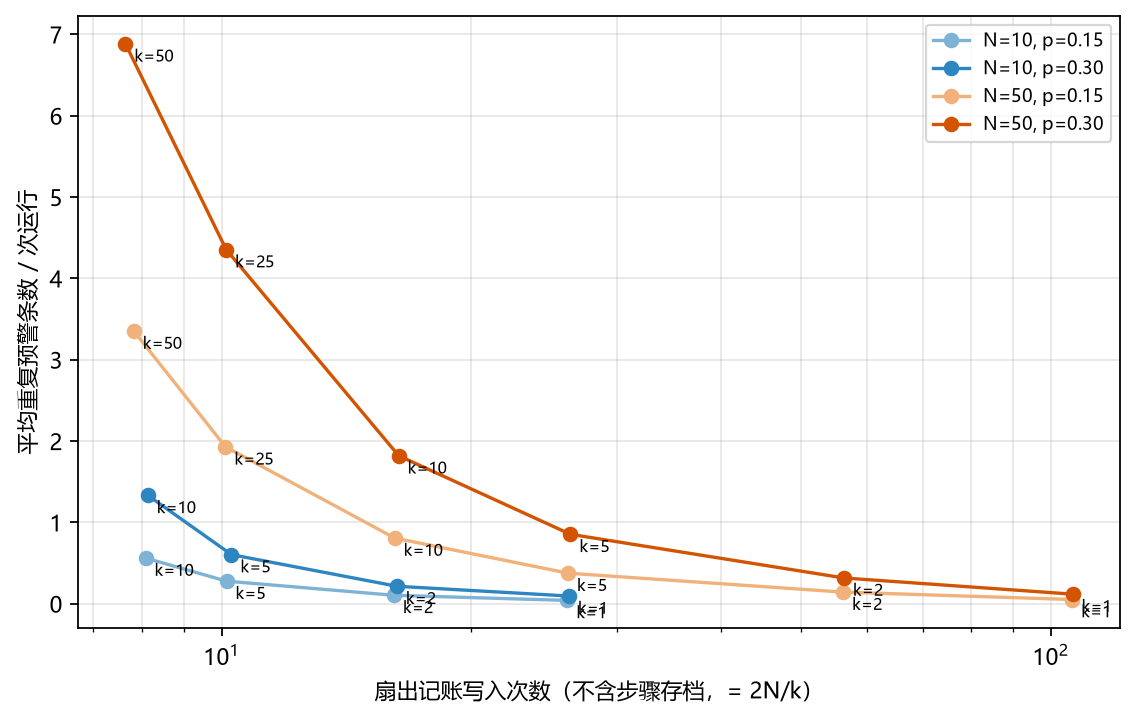 7
6
5
4
3
2
1
0
平均重复预警条数 / 次运行
k=50
k=25
k=10
k=5
k=2
k=1
k=50
k=25
k=10
k=5
k=2
k=1
k=10
k=5
k=2
k=1
k=10
k=5
k=2
k=1
N=10, p=0.15
N=10, p=0.30
N=50, p=0.15
N=50, p=0.30
10¹
10²
扇出记账写入次数（不含步骤存档，= 2N/k）